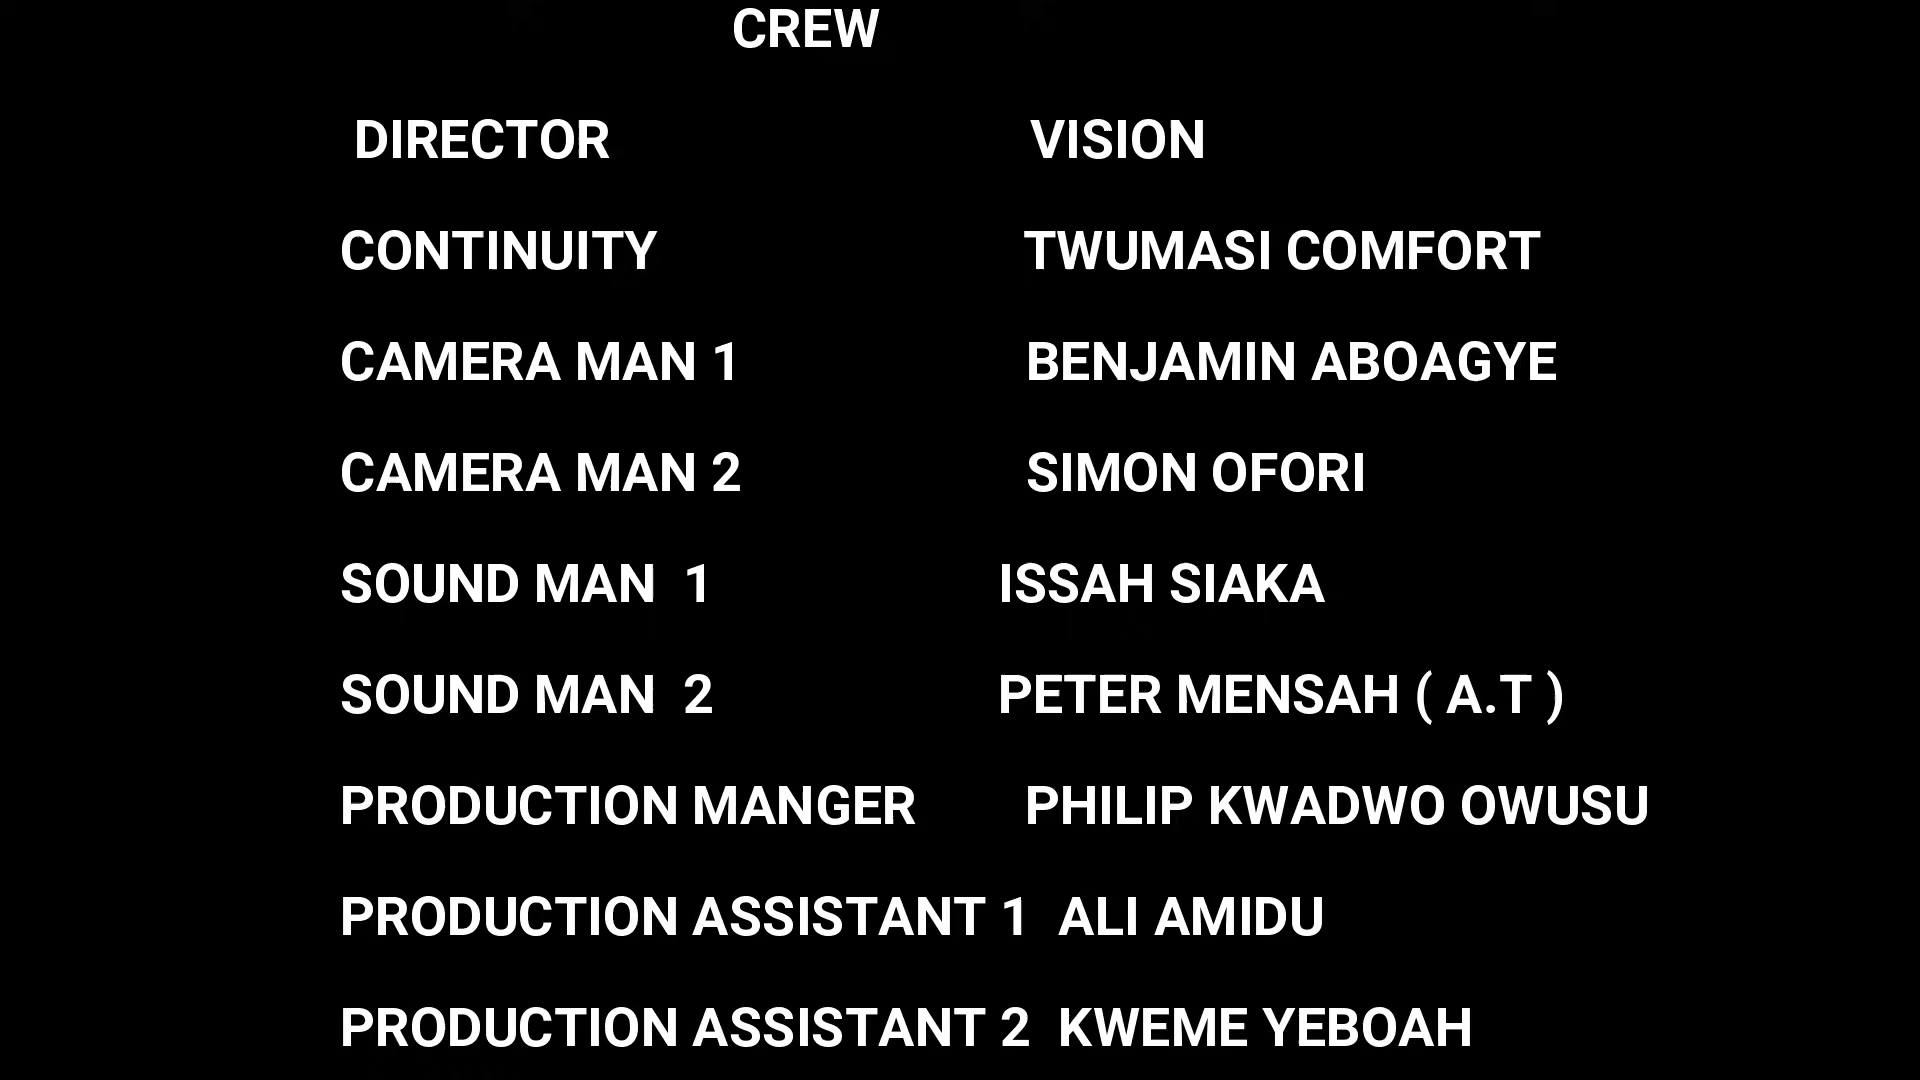 CREW
DIRECTOR VISION
CONTINUITY TWUMASI COMFORT
CAMERA MAN 1 BENJAMIN ABOAGYE
CAMERA MAN 2 SIMON OFORI
SOUND MAN 1 ISSAH SIAKA
SOUND MAN 2 PETER MENSAH ( A.T )
PRODUCTION MANGER PHILIP KWADWO OWUSU
PRODUCTION ASSISTANT 1 ALI AMIDU
PRODUCTION ASSISTANT 2 KWEME YEBOAH